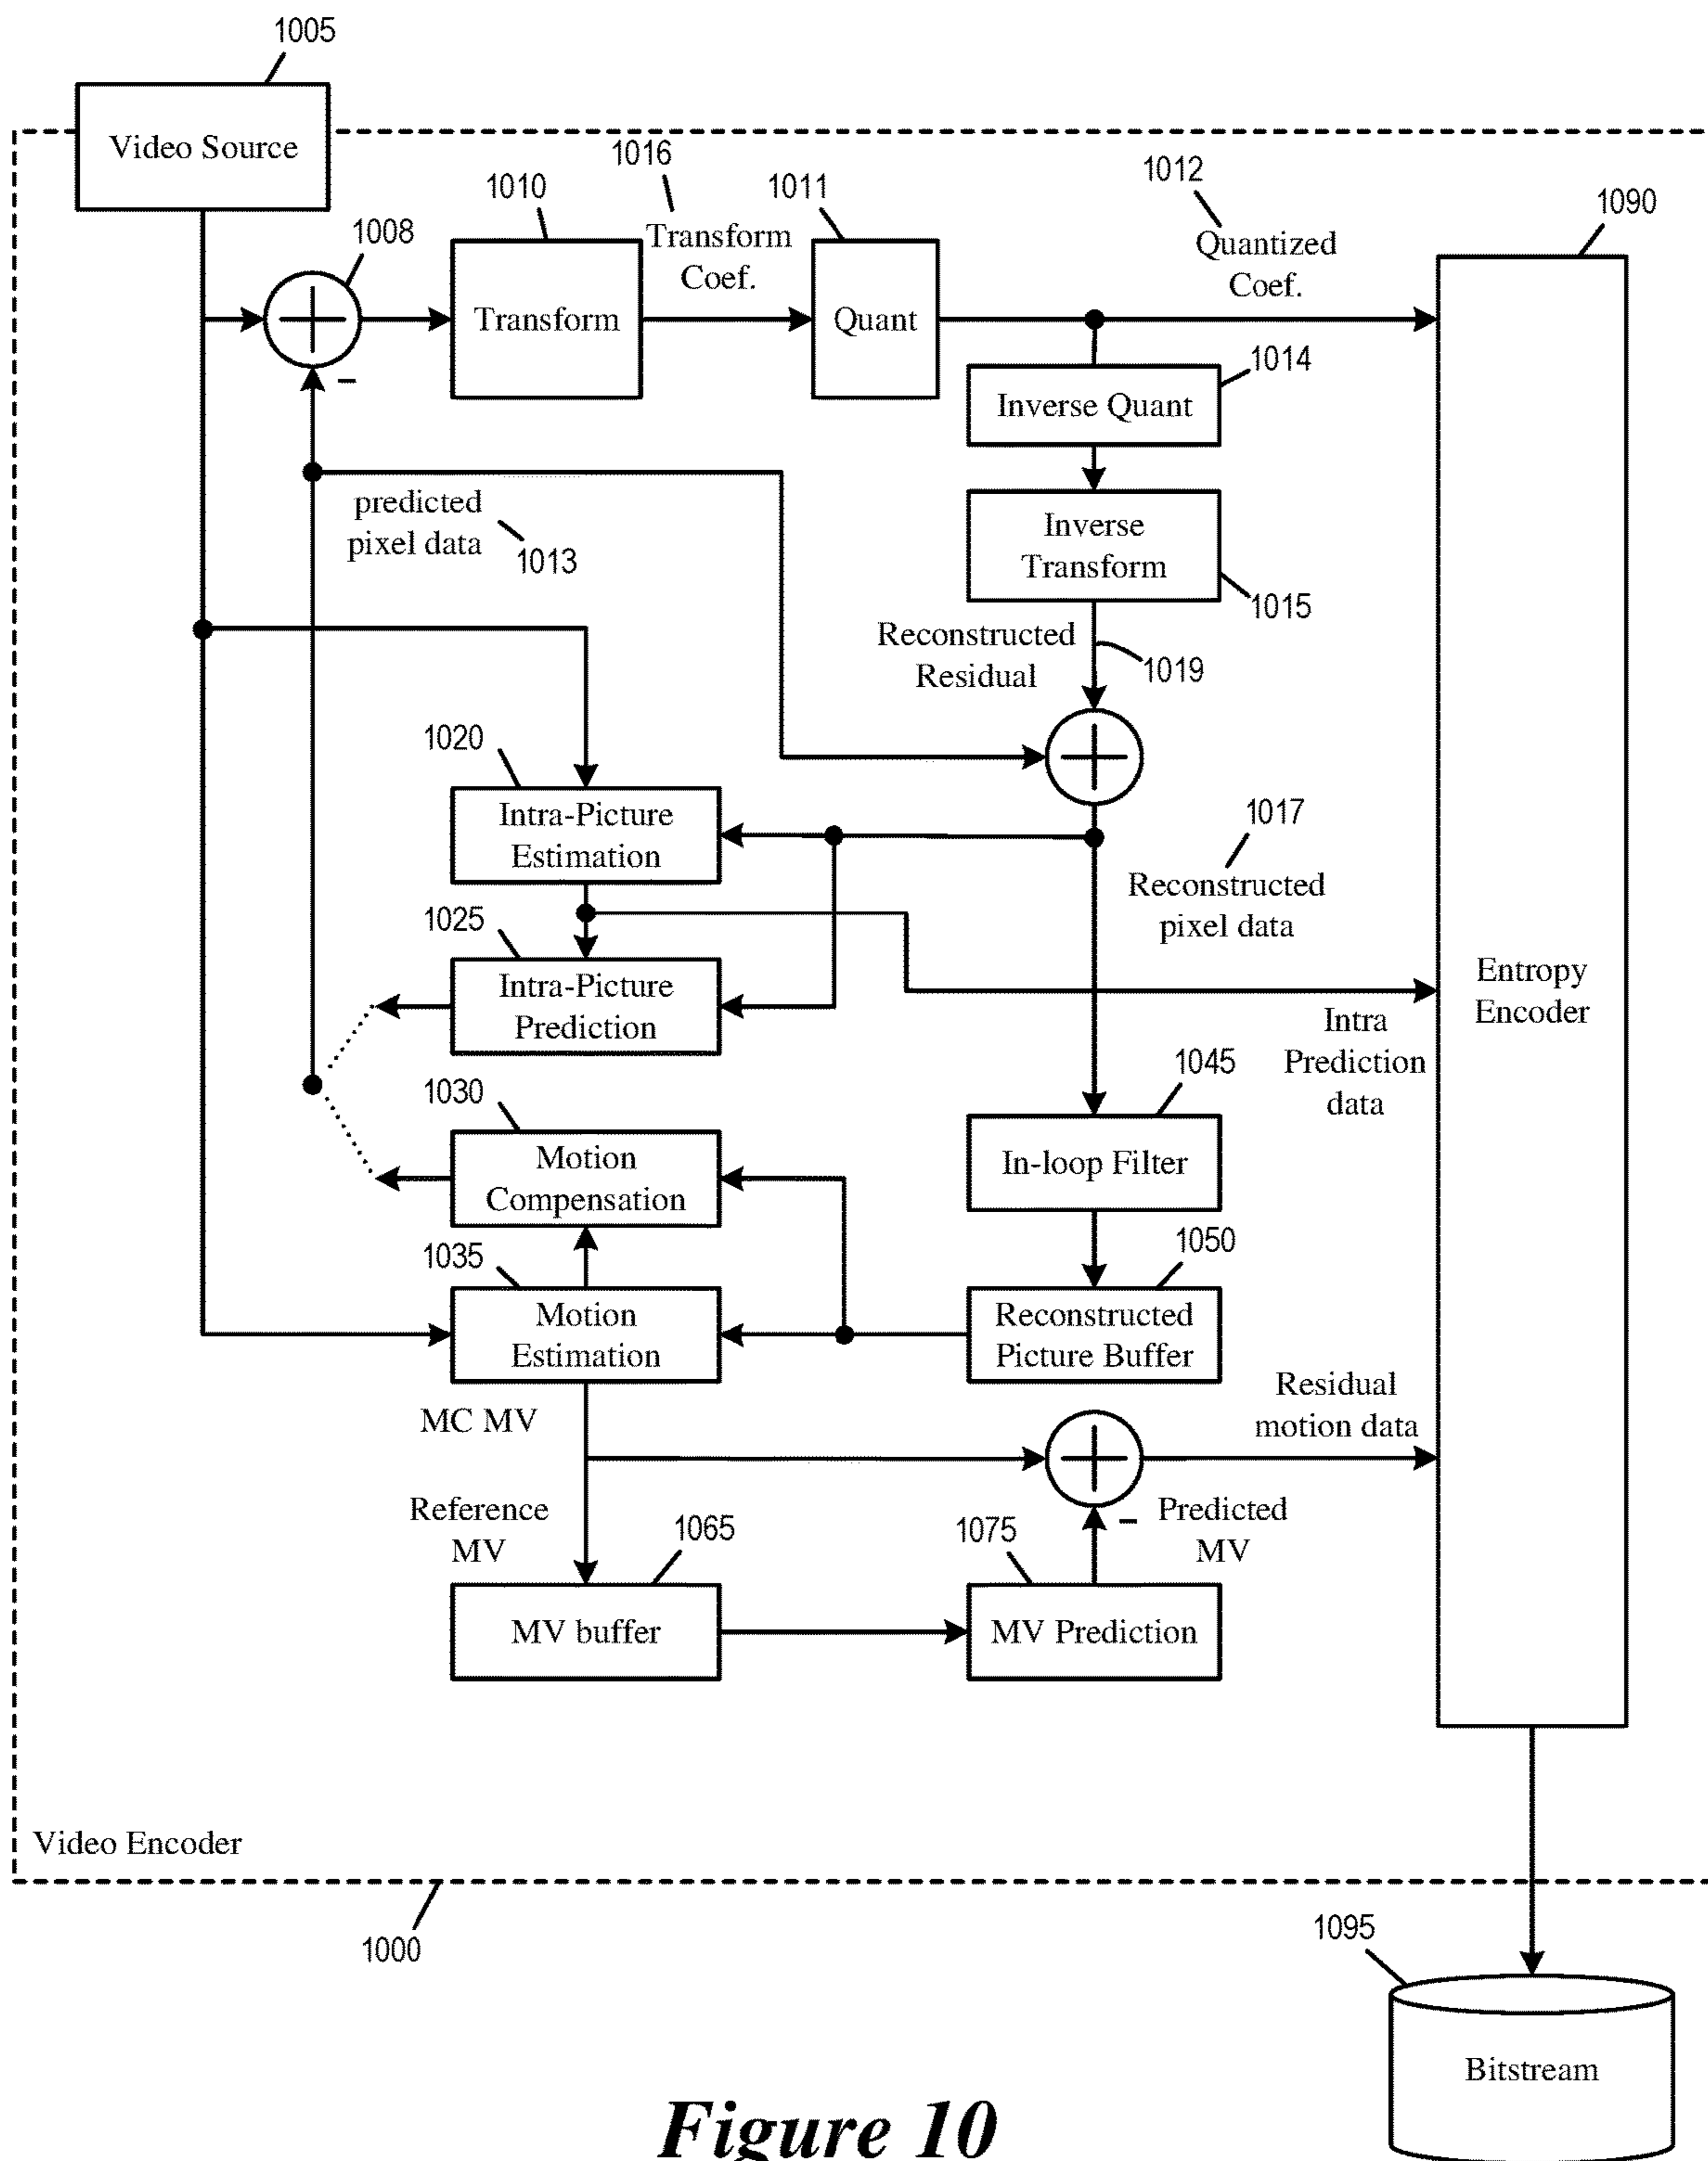 1005
Video Source
1008
1010
Transform
1016
Transform
Coef.
1011
Quant
1012
Quantized
Coef.
1090
1014
Inverse Quant
predicted
pixel data
1013
Inverse
Transform
1015
Reconstructed
Residual
1019
1020
Intra-Picture
Estimation
1017
Reconstructed
pixel data
1025
Intra-Picture
Prediction
Entropy
Encoder
Intra
Prediction
data
1030
Motion
Compensation
1045
In-loop Filter
1035
Motion
Estimation
1050
Reconstructed
Picture Buffer
MC MV
Residual
motion data
Reference
MV
1065
MV buffer
1075
MV Prediction
Predicted
MV
Video Encoder
1000
1095
Bitstream
Figure 10